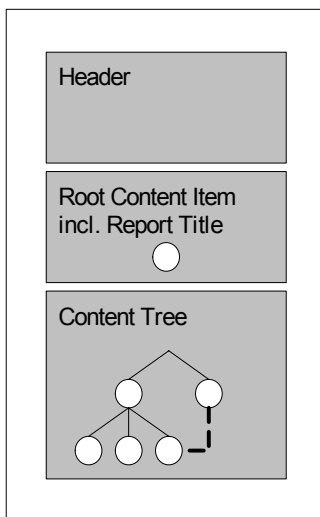 Header
Root Content Item
incl. Report Title
Content Tree